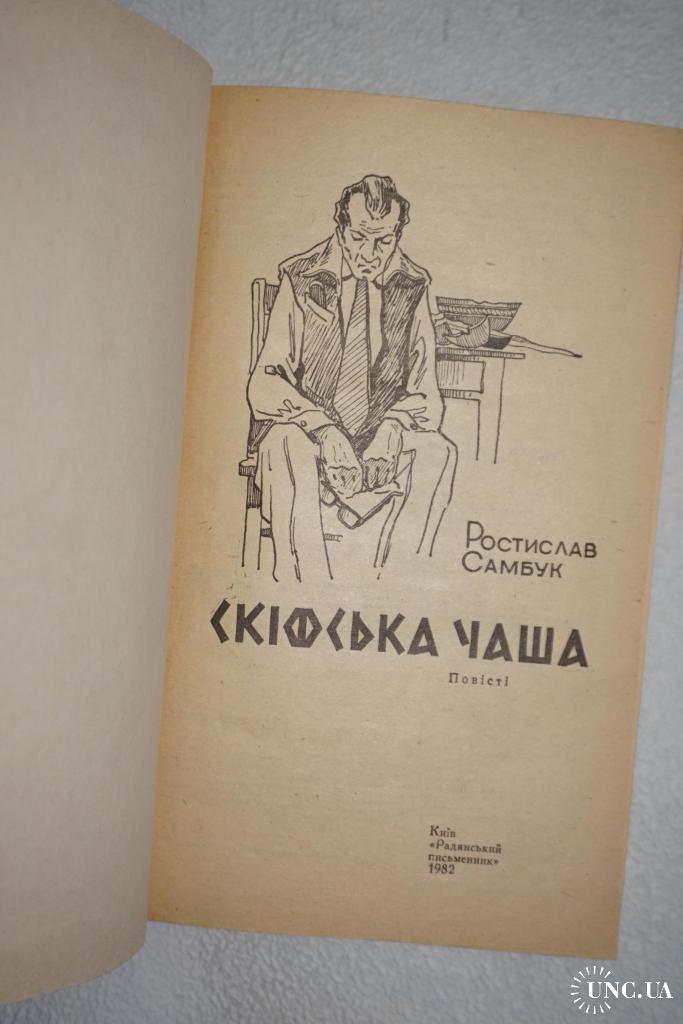 Ростислав
Самбук
СКІФСЬКА ЧАША
Повісті
Київ
«Радянський
письменник»
1982
UNC.UA